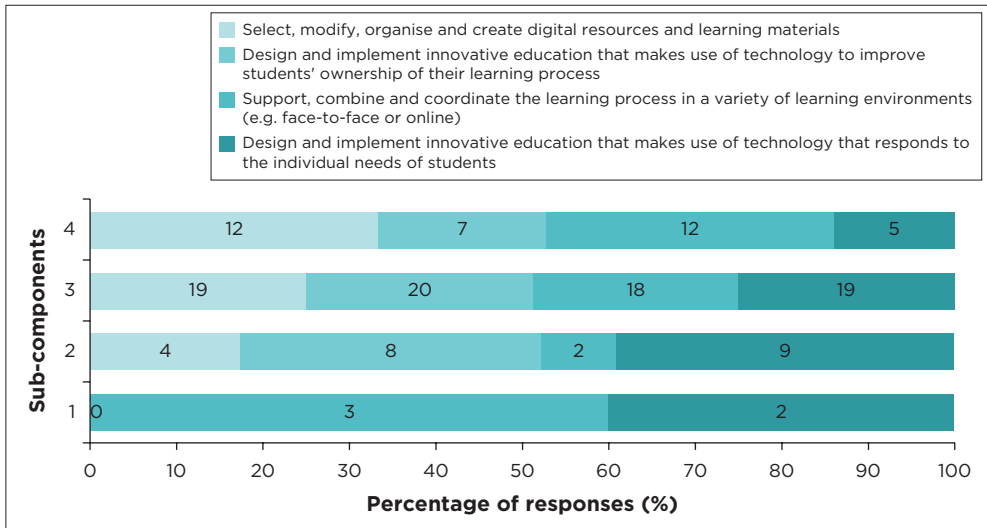 Select, modify, organise and create digital resources and learning materials
Design and implement innovative education that makes use of technology to improve
students' ownership of their learning process
Support, combine and coordinate the learning process in a variety of learning environments
(e.g. face-to-face or online)
Design and implement innovative education that makes use of technology that responds to
the individual needs of students
Sub-components
4 12 7 12 5
3 19 20 18 19
2 4 8 2 9
1 0 3 2
0 10 20 30 40 50 60 70 80 90 100
Percentage of responses (%)